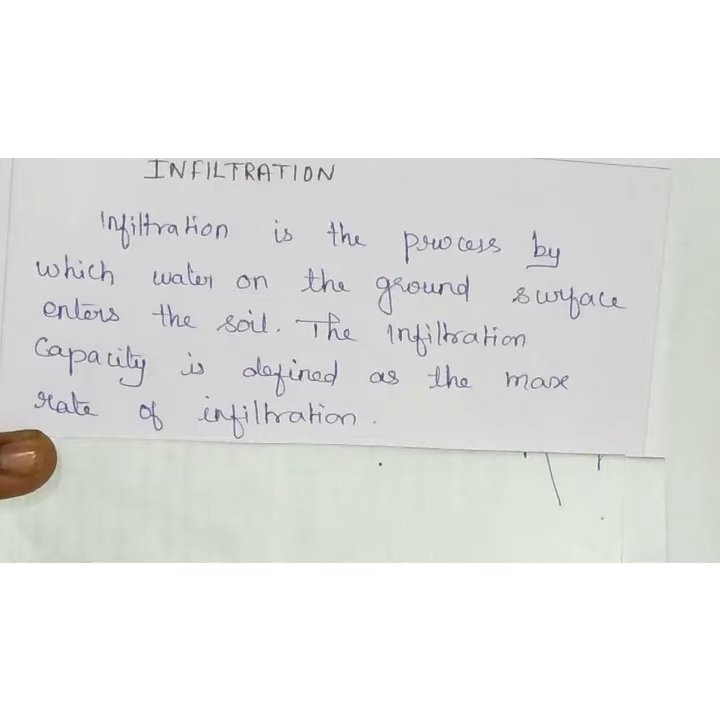 INFILTRATION
Infiltration is the process by
which water on the ground surface
enters the soil. The infiltration
capacity is defined as the max
rate of infiltration.